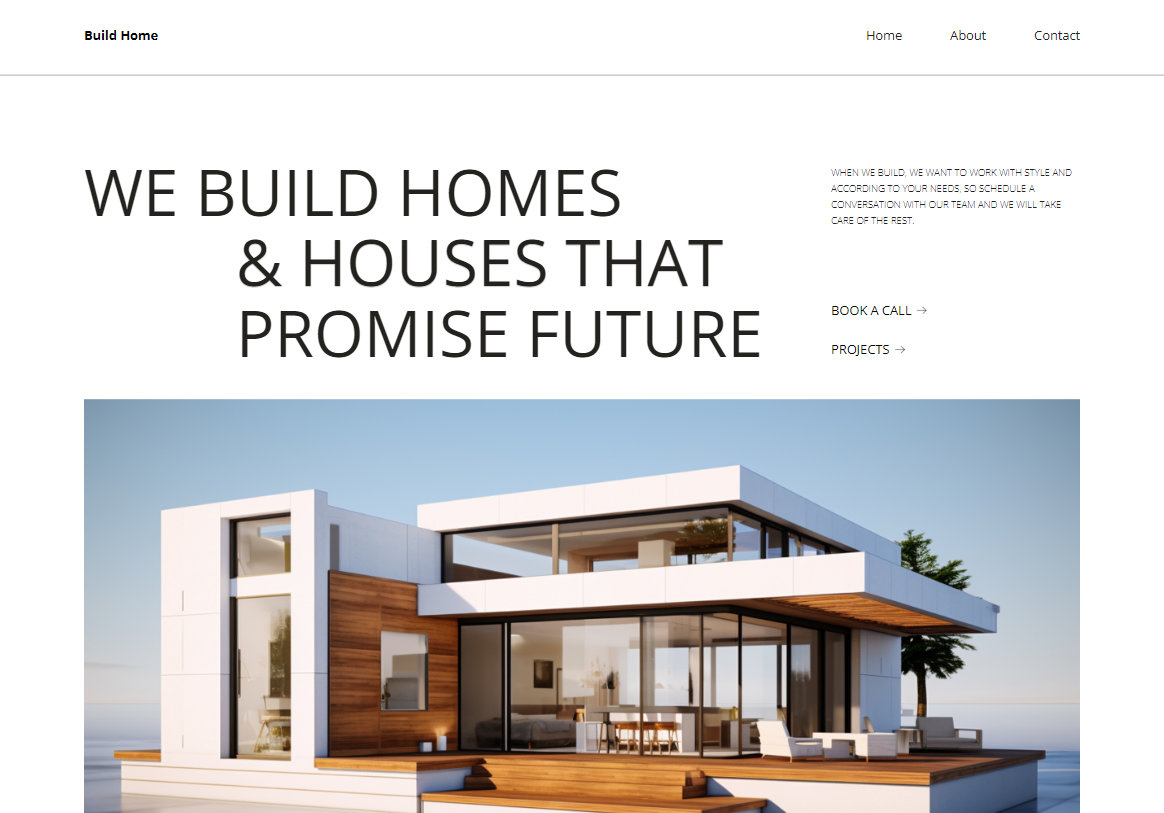 Build Home
Home
About
Contact
WE BUILD HOMES
& HOUSES THAT
PROMISE FUTURE
WHEN WE BUILD, WE WANT TO WORK WITH STYLE AND
ACCORDING TO YOUR NEEDS, SO SCHEDULE A
CONVERSATION WITH OUR TEAM AND WE WILL TAKE
CARE OF THE REST.
BOOK A CALL →
PROJECTS →